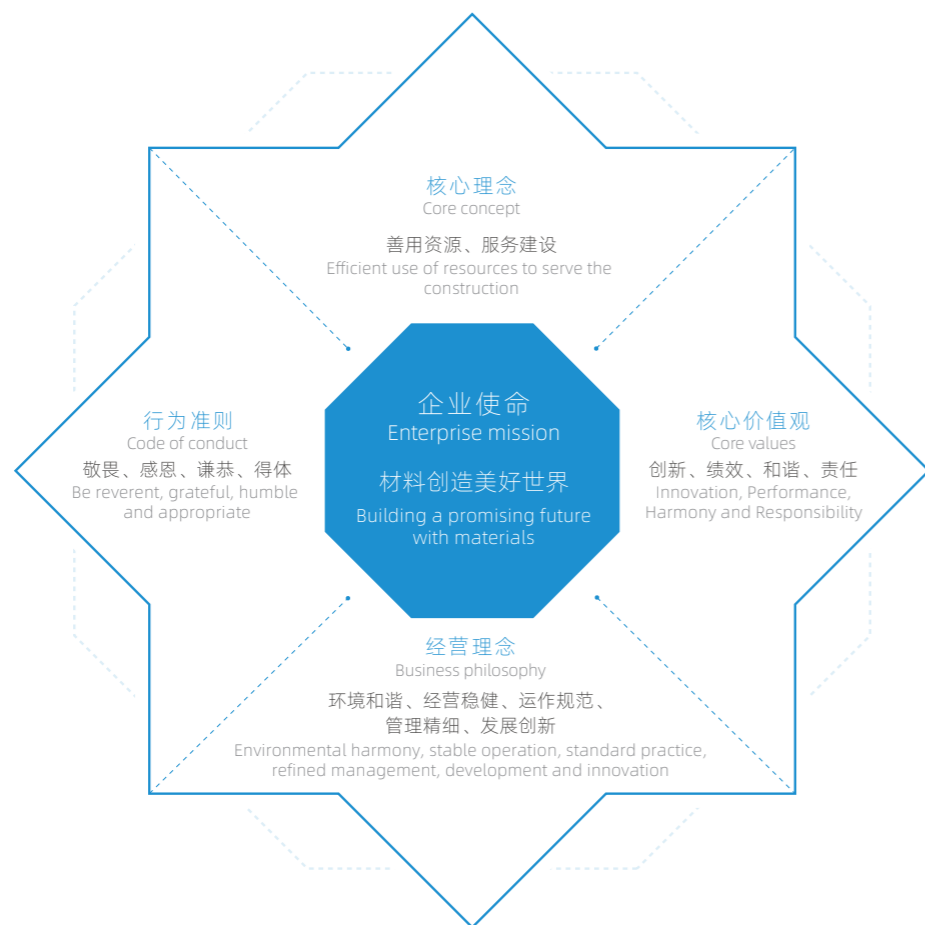 核心理念
Core concept
善用资源、服务建设
Efficient use of resources to serve the
construction
企业使命
Enterprise mission
材料创造美好世界
Building a promising future
with materials
行为准则
Code of conduct
敬畏、感恩、谦恭、得体
Be reverent, grateful, humble
and appropriate
核心价值观
Core values
创新、绩效、和谐、责任
Innovation, Performance,
Harmony and Responsibility
经营理念
Business philosophy
环境和谐、经营稳健、运作规范、
管理精细、发展创新
Environmental harmony, stable operation, standard practice,
refined management, development and innovation